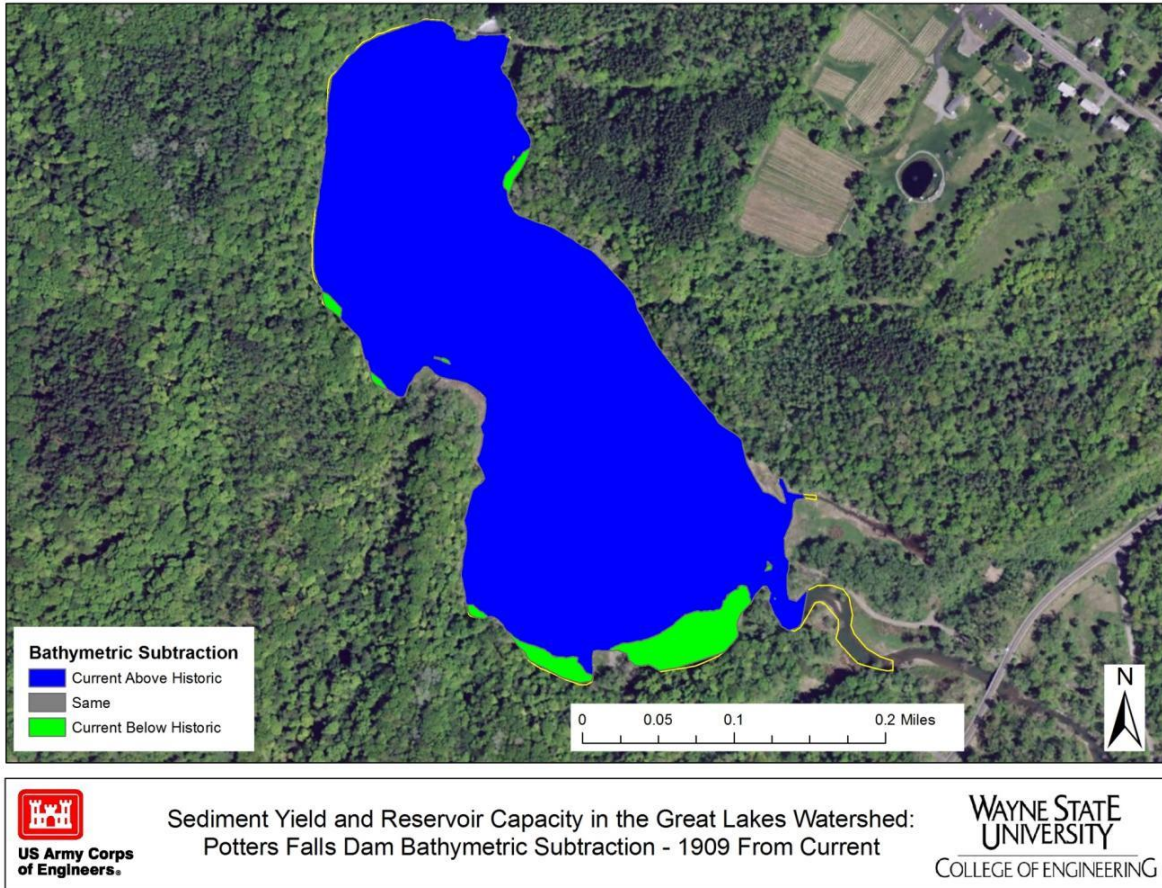 Bathymetric Subtraction
Current Above Historic
Same
Current Below Historic
0 0.05 0.1 0.2 Miles
N
US Army Corps
of Engineers®
Sediment Yield and Reservoir Capacity in the Great Lakes Watershed:
Potters Falls Dam Bathymetric Subtraction - 1909 From Current
WAYNE STATE
UNIVERSITY
COLLEGE OF ENGINEERING